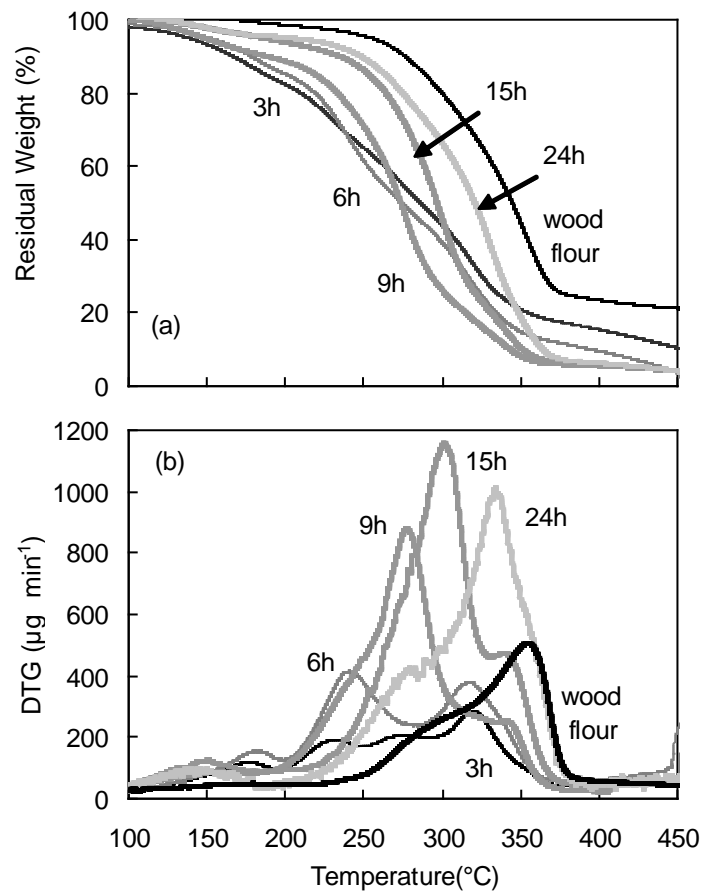 100
80
60
40
20
0
Residual Weight (%)
3h
6h
9h
15h
24h
wood
flour
(a)
1200
1000
800
600
400
200
0
DTG (µg min-1)
(b)
15h
9h
24h
6h
wood
flour
3h
100 150 200 250 300 350 400 450
Temperature(°C)